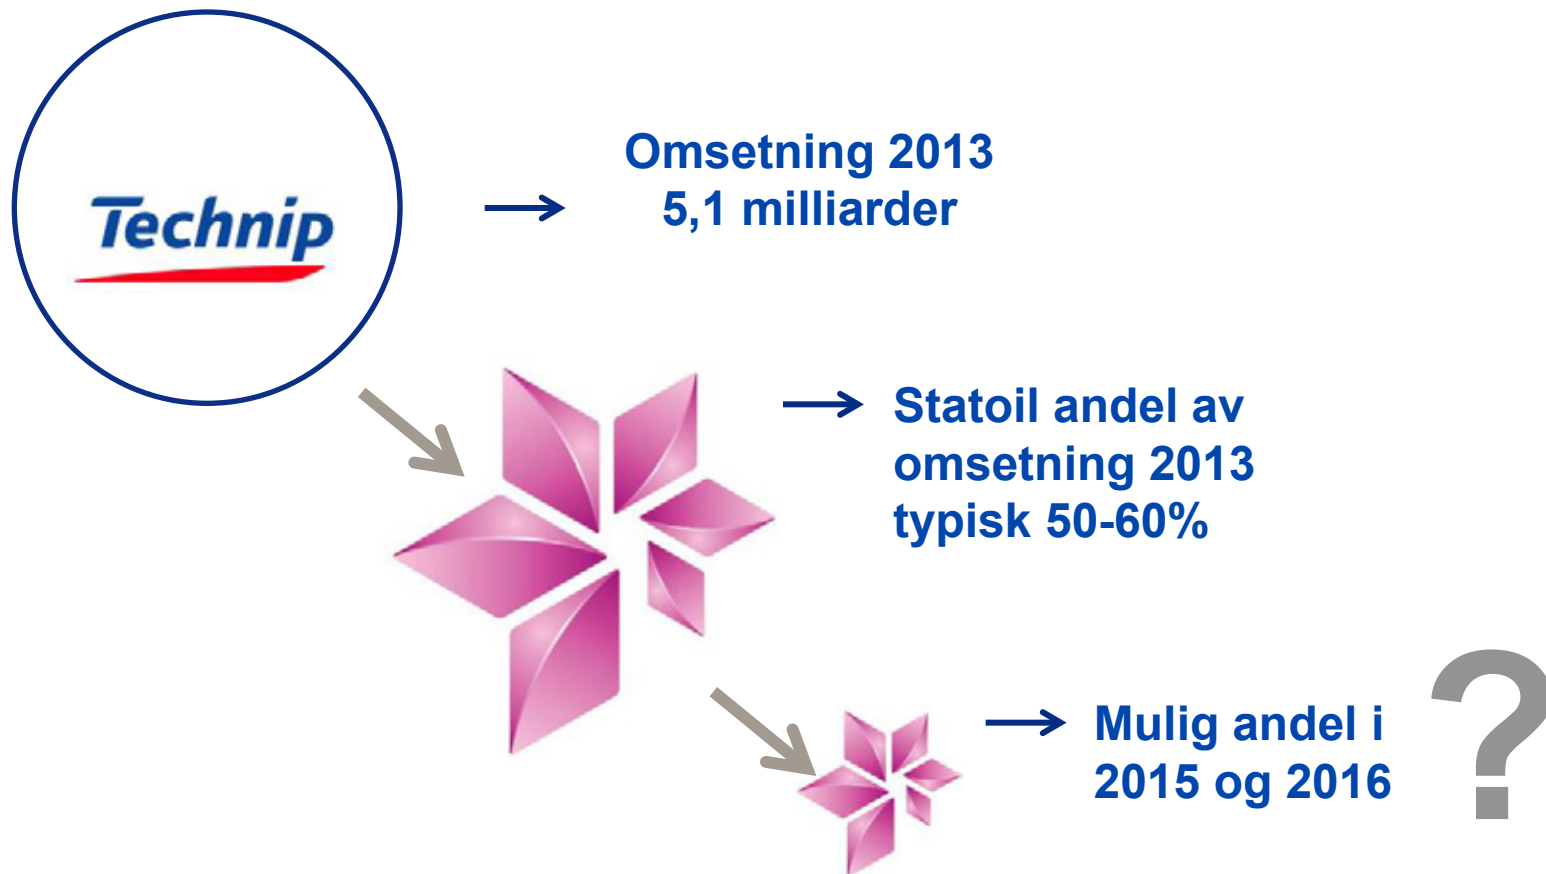 Technip
Omsetning 2013
5,1 milliarder
Statoil andel av
omsetning 2013
typisk 50-60%
Mulig andel i
2015 og 2016
?